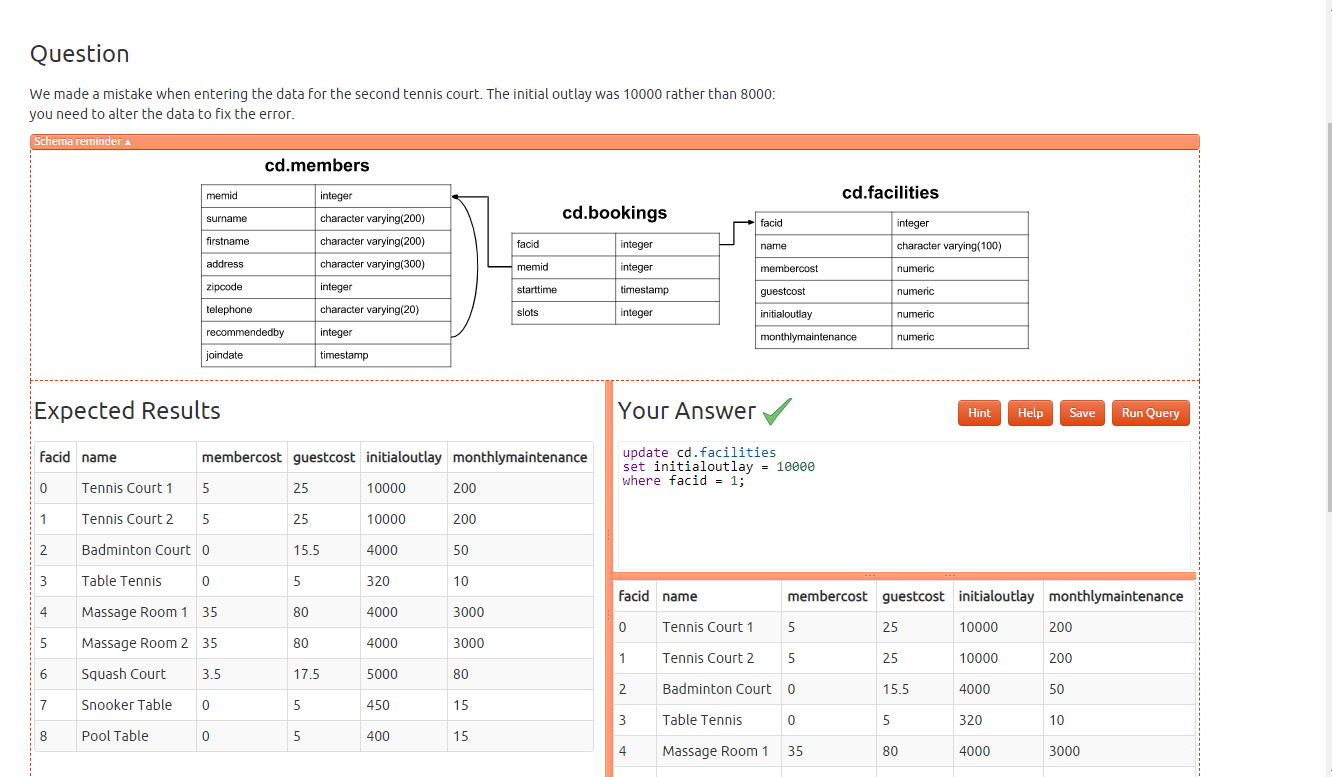 Question
We made a mistake when entering the data for the second tennis court. The initial outlay was 10000 rather than 8000:
you need to alter the data to fix the error.
Schema reminder ▲
cd.members
memid integer
surname character varying(200)
firstname character varying(200)
address character varying(300)
zipcode integer
telephone character varying(20)
recommendedby integer
joindate timestamp
cd.bookings
facid integer
memid integer
starttime timestamp
slots integer
cd.facilities
facid integer
name character varying(100)
membercost numeric
guestcost numeric
initialoutlay numeric
monthlymaintenance numeric
Expected Results
facid name membercost guestcost initialoutlay monthlymaintenance
0 Tennis Court 1 5 25 10000 200
1 Tennis Court 2 5 25 10000 200
2 Badminton Court 0 15.5 4000 50
3 Table Tennis 0 5 320 10
4 Massage Room 1 35 80 4000 3000
5 Massage Room 2 35 80 4000 3000
6 Squash Court 3.5 17.5 5000 80
7 Snooker Table 0 5 450 15
8 Pool Table 0 5 400 15
Your Answer
Hint Help Save Run Query
update cd.facilities
set initialoutlay = 10000
where facid = 1;
facid name membercost guestcost initialoutlay monthlymaintenance
0 Tennis Court 1 5 25 10000 200
1 Tennis Court 2 5 25 10000 200
2 Badminton Court 0 15.5 4000 50
3 Table Tennis 0 5 320 10
4 Massage Room 1 35 80 4000 3000